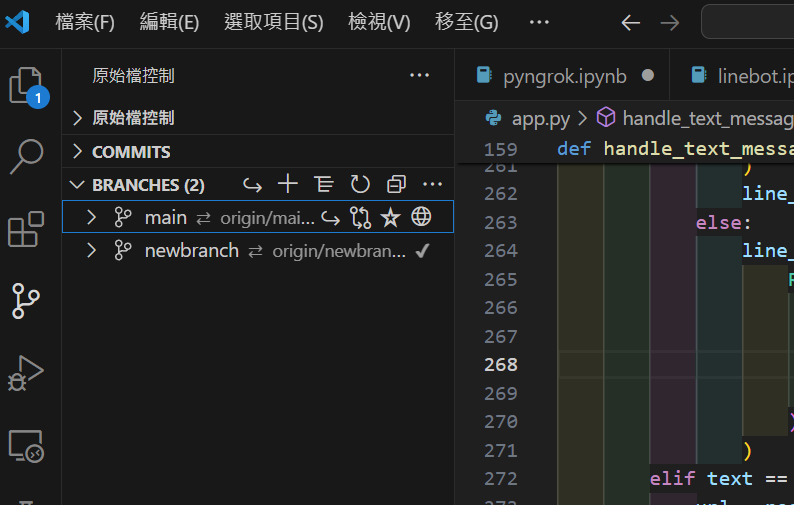 檔案(F) 編輯(E) 選取項目(S) 檢視(V) 移至(G) ···
1
原始檔控制 ···
原始檔控制
COMMITS
BRANCHES (2) ···
main origin/mai...
newbranch origin/newbran...
pyngrok.ipynb linebot.ip
app.py > handle_text_messag
159 def handle_text_messa
261 )
262 line_
263 else:
264 line_
265
266
267
268
269
270 )
271 )
272 elif text ==